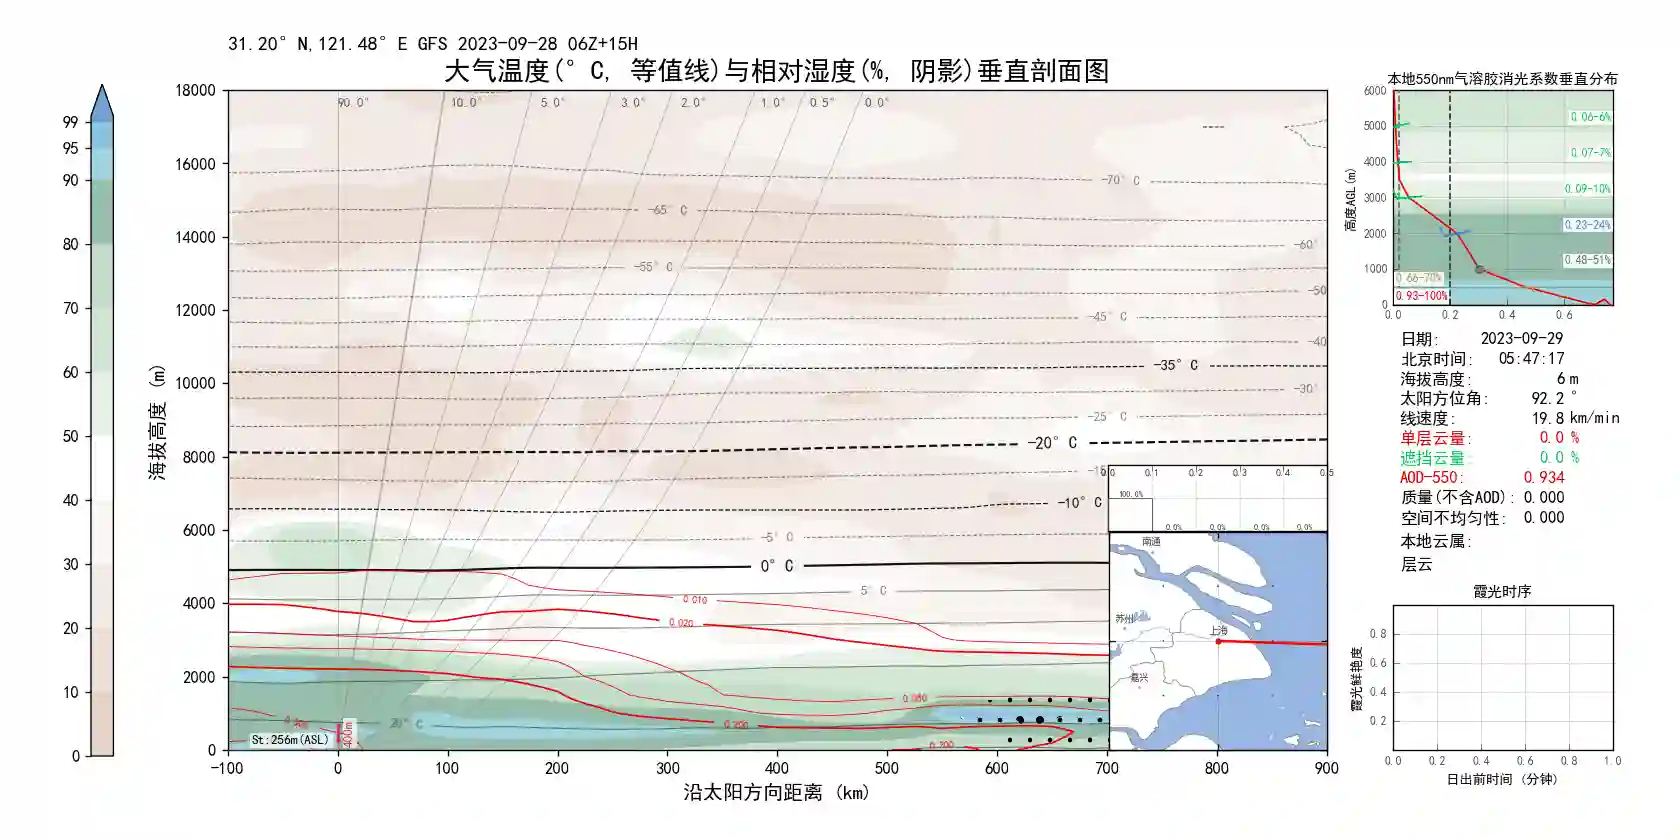 31.20° N,121.48° E GFS 2023-09-28 06Z+15H
大气温度(° C, 等值线)与相对湿度(%, 阴影)垂直剖面图
99
95
90
80
70
60
50
40
30
20
10
0
海拔高度 (m)
18000
16000
14000
12000
10000
8000
6000
4000
2000
0
90.0° 10.0° 5.0° 3.0° 2.0° 1.0° 0.5° 0.0°
-70° C
-65° C
-60°
-55° C
-50
-45° C
-40
-35° C
-30°
-25° C
-20° C
-10° C
-5° C
0° C
5° C
20° C
0.010
0.020
0.200
St:256m(ASL)
400m
-100 0 100 200 300 400 500 600 700 800 900
沿太阳方向距离 (km)
0.0 0.1 0.2 0.3 0.4 0.5
100.0%
0.0% 0.0% 0.0% 0.0%
南通
苏州
上海
嘉兴
本地550nm气溶胶消光系数垂直分布
高度AGL(m)
6000
5000
4000
3000
2000
1000
0
0.06-6%
0.07-7%
0.09-10%
0.23-24%
0.48-51%
0.66-70%
0.93-100%
0.0 0.2 0.4 0.6
日期: 2023-09-29
北京时间: 05:47:17
海拔高度: 6 m
太阳方位角: 92.2 °
线速度: 19.8 km/min
单层云量: 0.0 %
遮挡云量: 0.0 %
AOD-550: 0.934
质量(不含AOD): 0.000
空间不均匀性: 0.000
本地云属:
层云
霞光时序
霞光鲜艳度
0.8
0.6
0.4
0.2
0.0 0.2 0.4 0.6 0.8 1.0
日出前时间 (分钟)